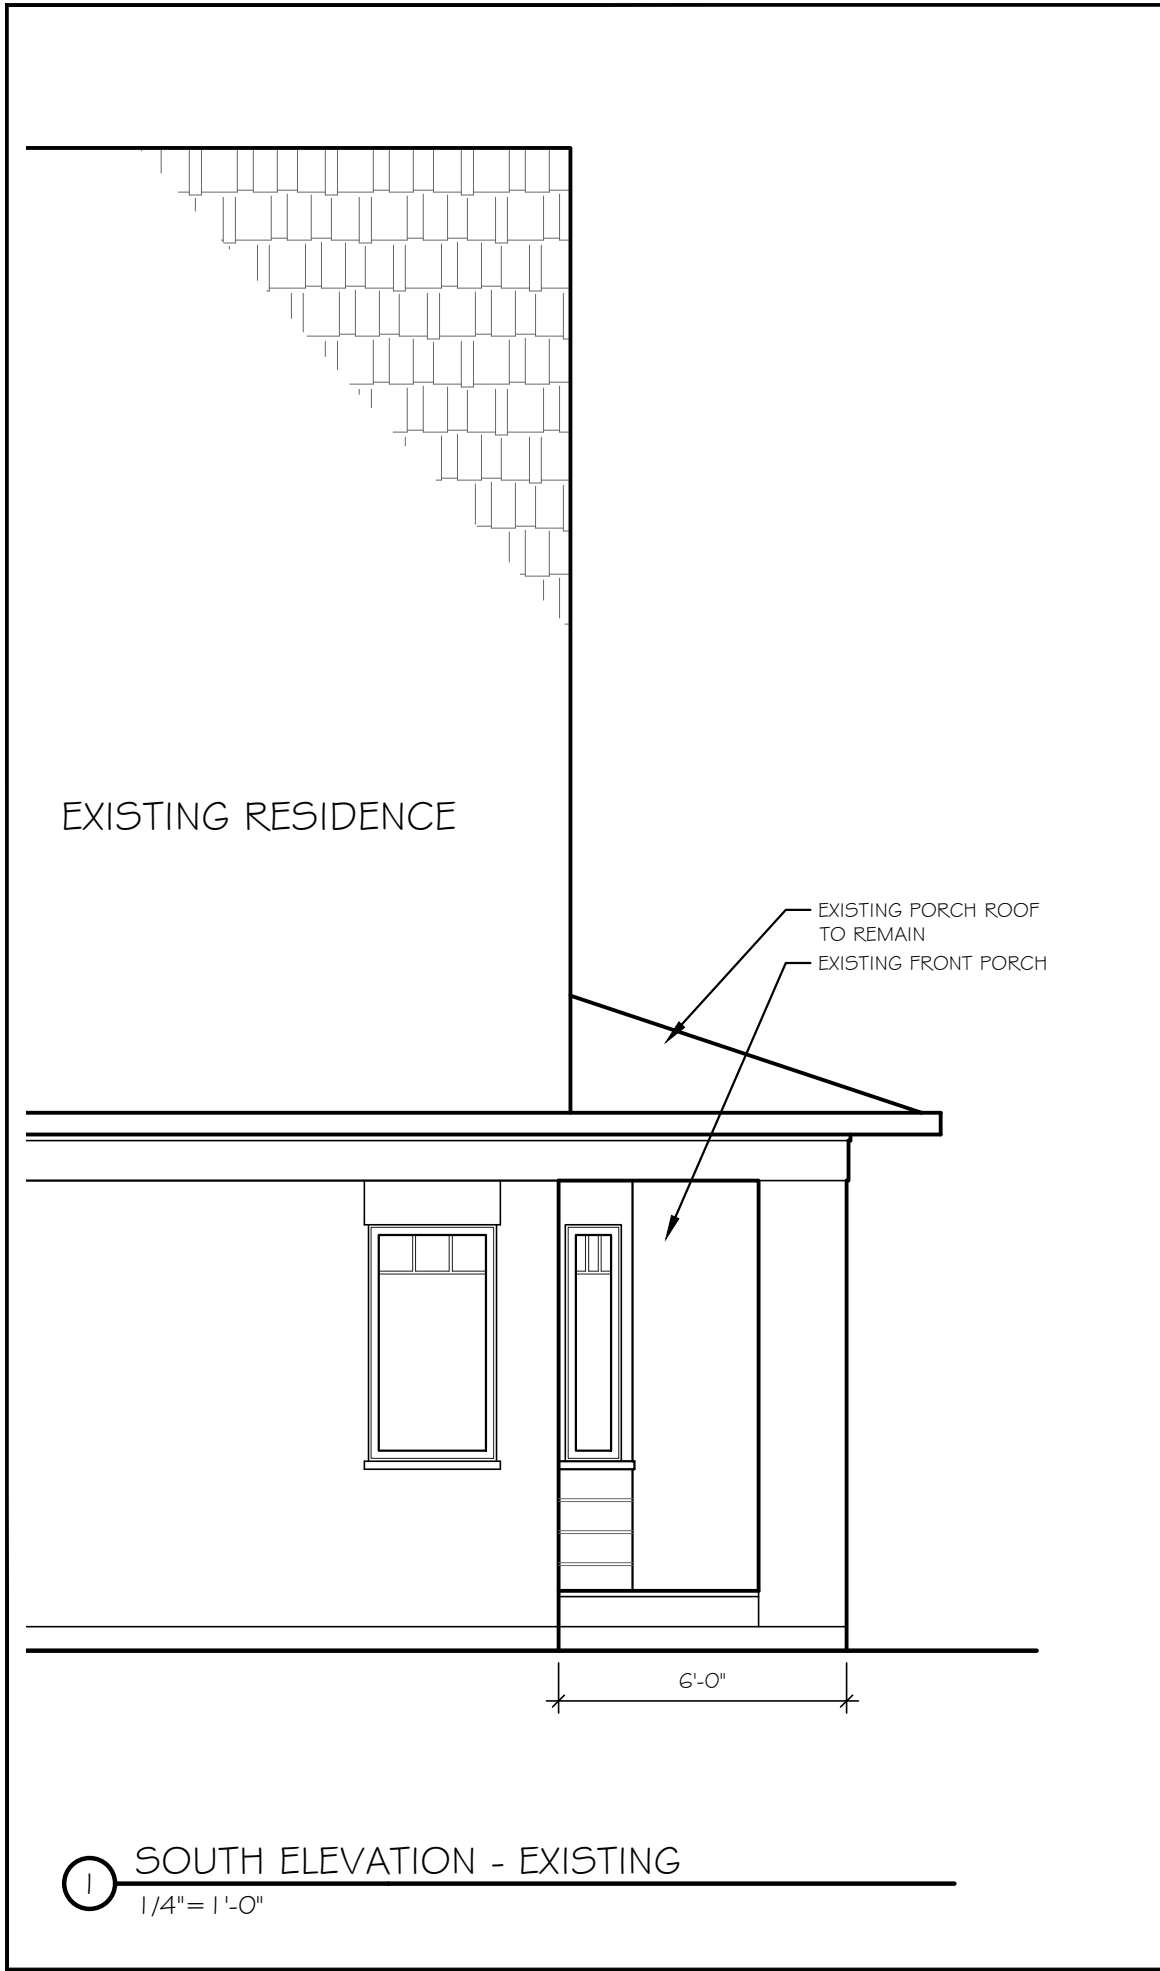 EXISTING RESIDENCE
EXISTING PORCH ROOF
TO REMAIN
EXISTING FRONT PORCH
6'-0"
1
SOUTH ELEVATION - EXISTING
1/4"= 1'-0"